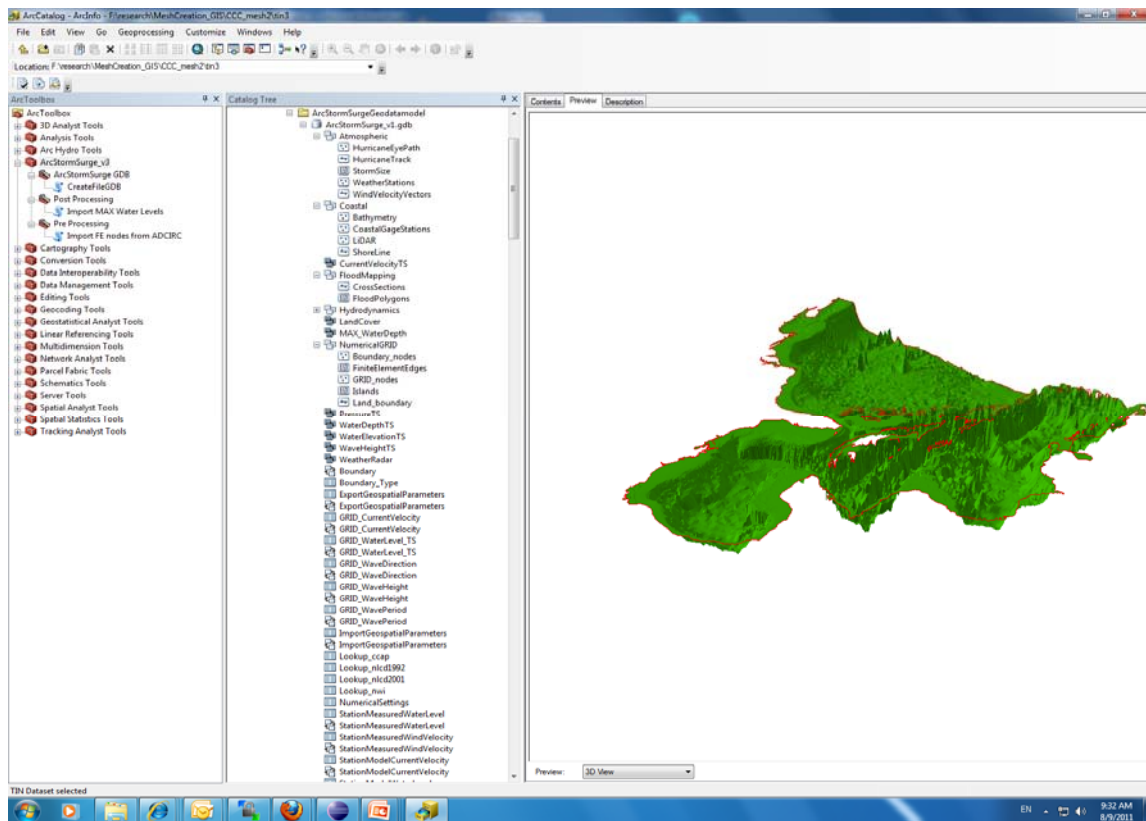 ArcCatalog - ArcInfo - F:\research\MeshCreation_GIS\CCC_mesh2\tin3
File Edit View Go Geoprocessing Customize Windows Help
Location: F:\research\MeshCreation_GIS\CCC_mesh2\tin3
ArcToolbox
ArcToolbox
3D Analyst Tools
Analysis Tools
Arc Hydro Tools
ArcStormSurge_v3
ArcStormSurge GDB
CreateFileGDB
Post Processing
Import MAX Water Levels
Pre Processing
Import FE nodes from ADCIRC
Cartography Tools
Conversion Tools
Data Interoperability Tools
Data Management Tools
Editing Tools
Geocoding Tools
Geostatistical Analyst Tools
Linear Referencing Tools
Multidimension Tools
Network Analyst Tools
Parcel Fabric Tools
Schematics Tools
Server Tools
Spatial Analyst Tools
Spatial Statistics Tools
Tracking Analyst Tools
Catalog Tree
ArcStormSurgeGeodatamodel
ArcStormSurge_v1.gdb
Atmospheric
HurricaneEyePath
HurricaneTrack
StormSize
WeatherStations
WindVelocityVectors
Coastal
Bathymetry
CoastalGageStations
LiDAR
ShoreLine
CurrentVelocityTS
FloodMapping
CrossSections
FloodPolygons
Hydrodynamics
LandCover
MAX_WaterDepth
NumericalGRID
Boundary_nodes
FiniteElementEdges
GRID_nodes
Islands
Land_boundary
PressureTS
WaterDepthTS
WaterElevationTS
WaveHeightTS
WeatherRadar
Boundary
Boundary_Type
ExportGeospatialParameters
ExportGeospatialParameters
GRID_CurrentVelocity
GRID_CurrentVelocity
GRID_WaterLevel_TS
GRID_WaterLevel_TS
GRID_WaveDirection
GRID_WaveDirection
GRID_WaveHeight
GRID_WaveHeight
GRID_WavePeriod
GRID_WavePeriod
ImportGeospatialParameters
ImportGeospatialParameters
Lookup_ccap
Lookup_nlcd1992
Lookup_nlcd2001
Lookup_nwi
NumericalSettings
StationMeasuredWaterLevel
StationMeasuredWaterLevel
StationMeasuredWindVelocity
StationMeasuredWindVelocity
StationModelCurrentVelocity
StationModelCurrentVelocity
Contents Preview Description
Preview: 3D View
TIN Dataset selected
EN
9:32 AM
8/9/2011